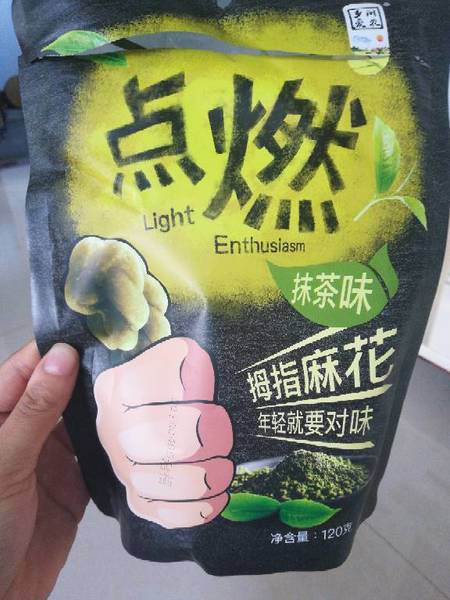 点燃
Light
Enthusiasm
抹茶味
拇指麻花
年轻就要对味
净含量：120克